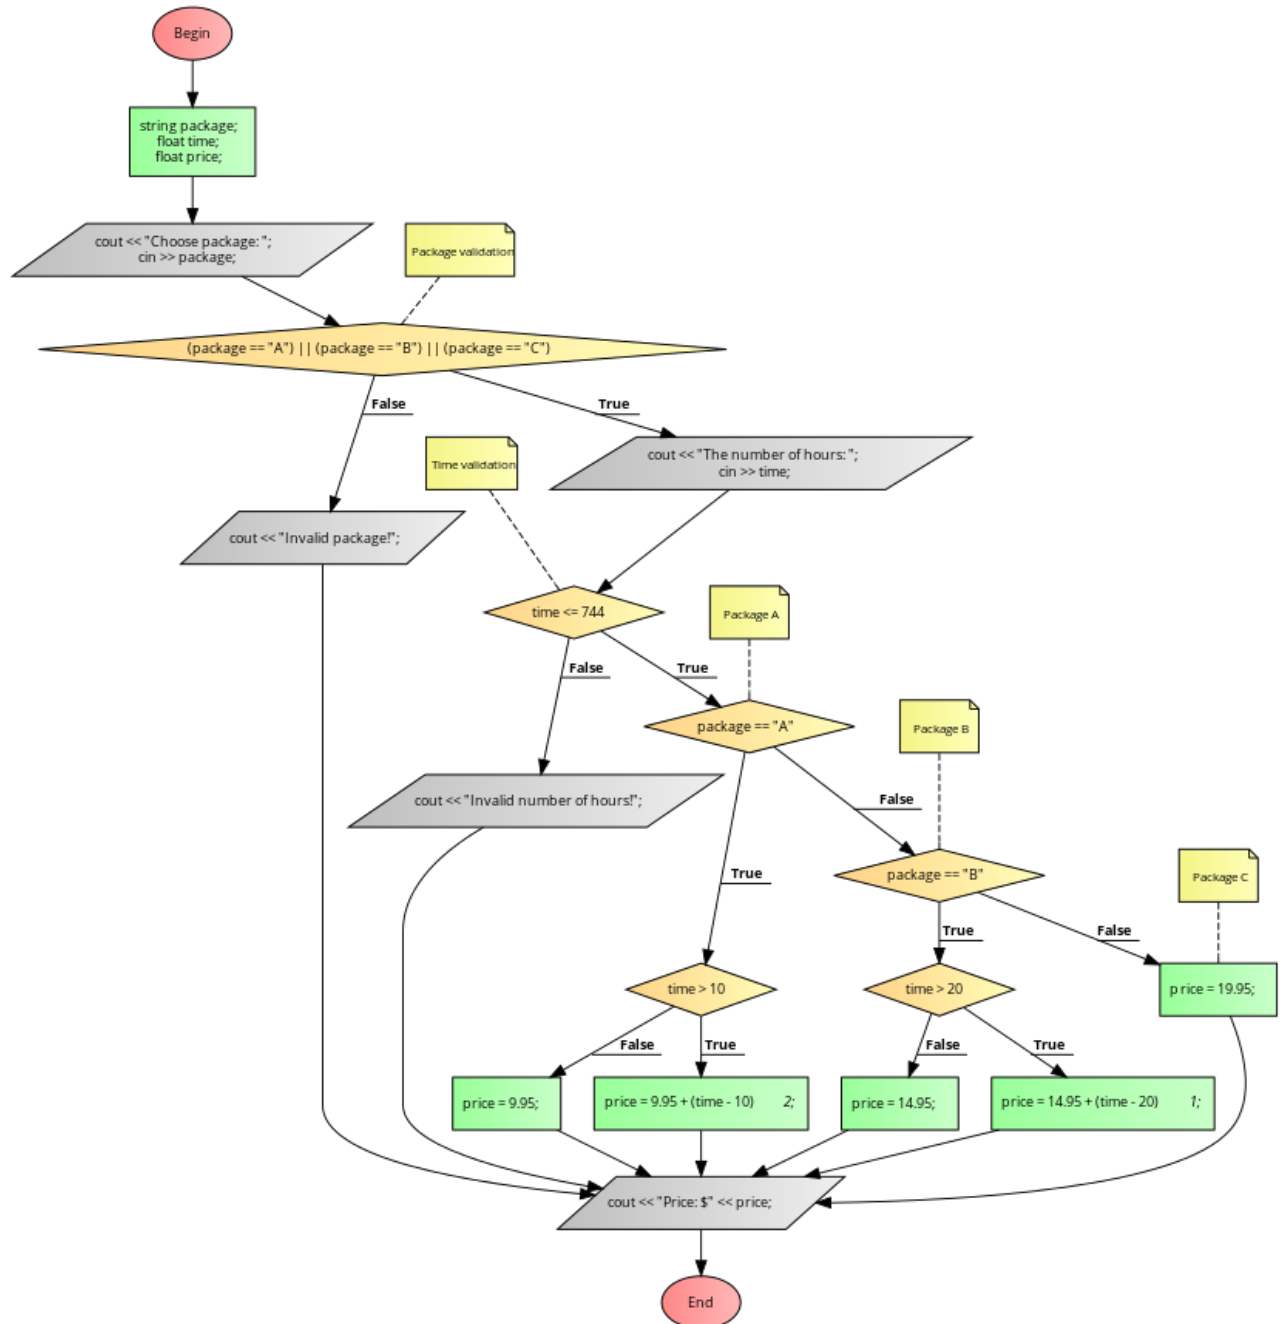 Begin
string package;
float time;
float price;
cout << "Choose package: ";
cin >> package;
Package validation
(package == "A") || (package == "B") || (package == "C")
False
True
Time validation
cout << "The number of hours: ";
cin >> time;
cout << "Invalid package!";
time <= 744
Package A
False
True
package == "A"
Package B
cout << "Invalid number of hours!";
False
True
package == "B"
Package C
True
False
time > 10
time > 20
price = 19.95;
False
True
False
True
price = 9.95;
price = 9.95 + (time - 10) 2;
price = 14.95;
price = 14.95 + (time - 20) 1;
cout << "Price: $" << price;
End